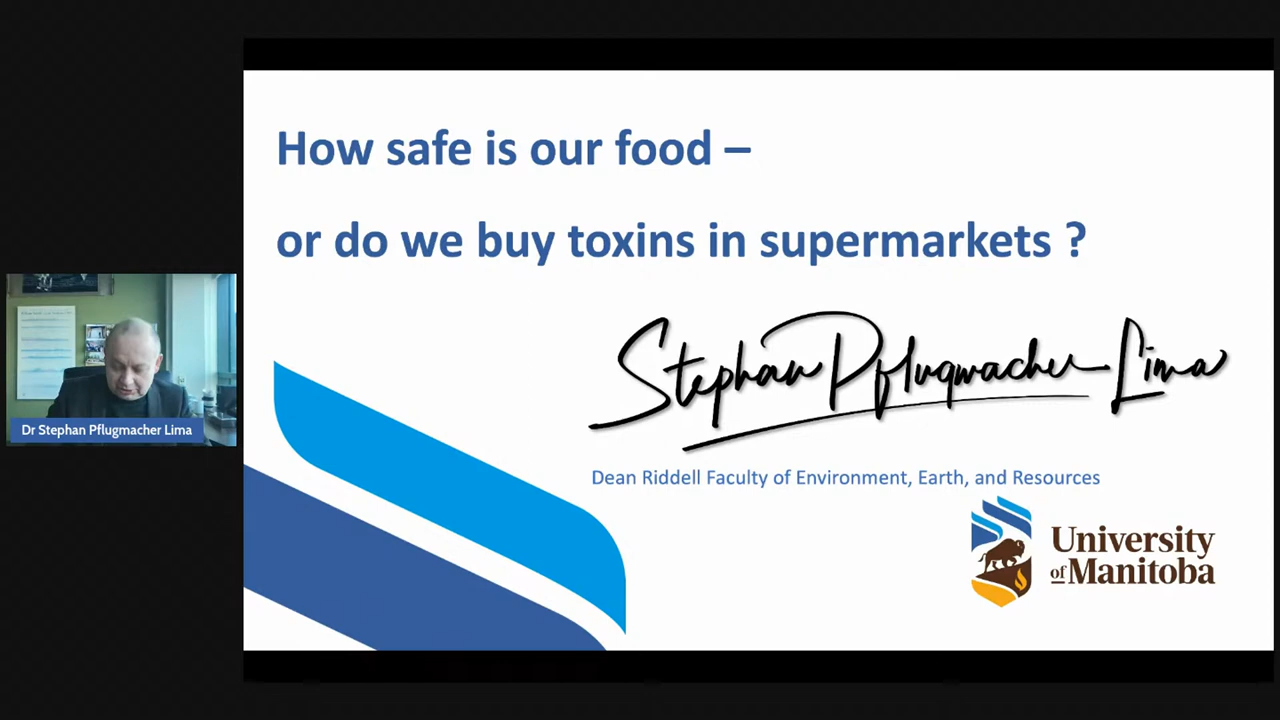 How safe is our food –
or do we buy toxins in supermarkets ?
Stephan Pflugmacher Lima
Dean Riddell Faculty of Environment, Earth, and Resources
University
of Manitoba
Dr Stephan Pflugmacher Lima